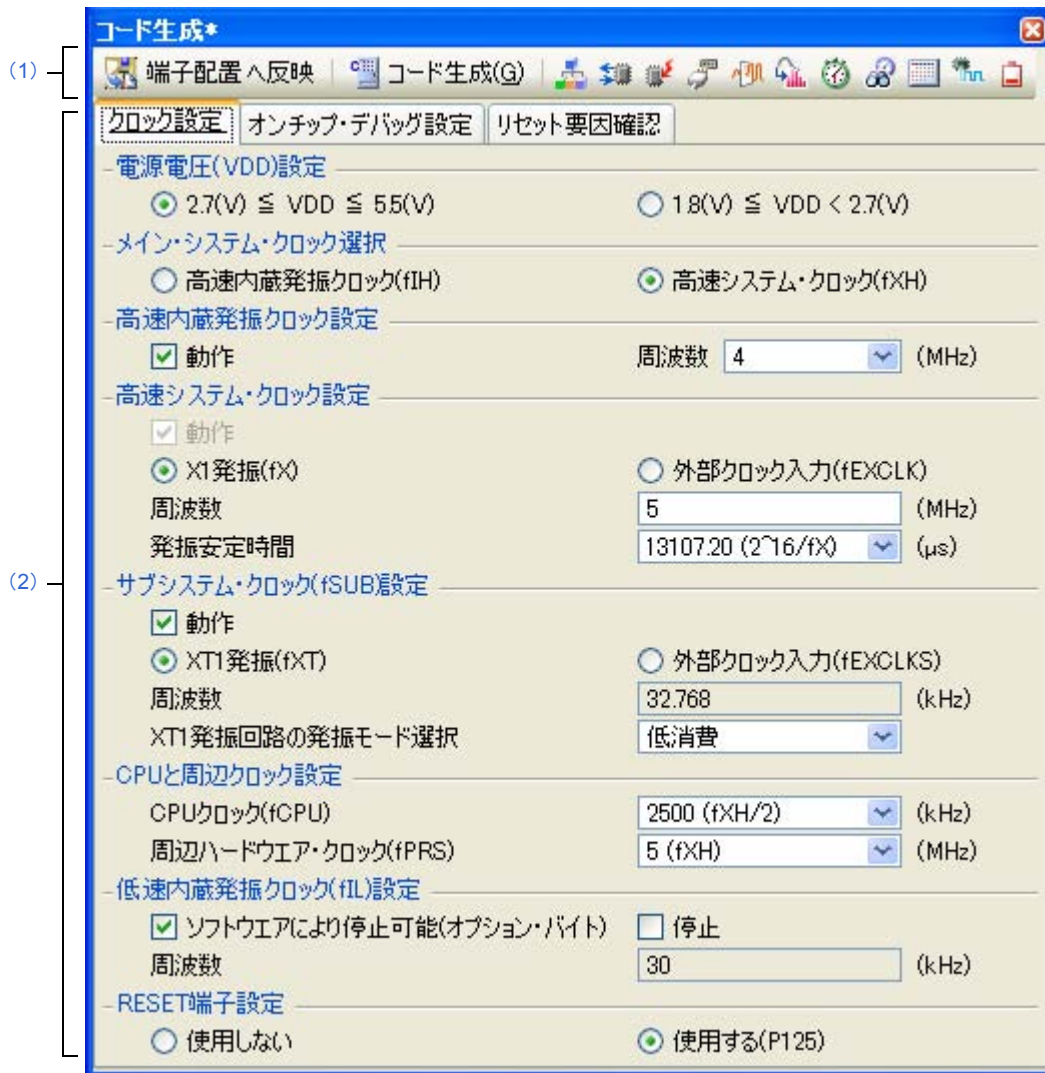 コード生成*
(1)
端子配置へ反映 コード生成(G)
クロック設定 オンチップ・デバッグ設定 リセット要因確認
電源電圧(VDD)設定
2.7(V) ≦ VDD ≦ 5.5(V) 1.8(V) ≦ VDD < 2.7(V)
メイン・システム・クロック選択
高速内蔵発振クロック(fIH) 高速システム・クロック(fXH)
高速内蔵発振クロック設定
動作 周波数 4 (MHz)
高速システム・クロック設定
動作
X1発振(fX) 外部クロック入力(fEXCLK)
周波数 5 (MHz)
発振安定時間 13107.20 (2^16/fX) (μs)
(2)
サブシステム・クロック(fSUB)設定
動作
XT1発振(fXT) 外部クロック入力(fEXCLKS)
周波数 32.768 (kHz)
XT1発振回路の発振モード選択 低消費
CPUと周辺クロック設定
CPUクロック(fCPU) 2500 (fXH/2) (kHz)
周辺ハードウエア・クロック(fPRS) 5 (fXH) (MHz)
低速内蔵発振クロック(fIL)設定
ソフトウエアにより停止可能(オプション・バイト) 停止
周波数 30 (kHz)
RESET端子設定
使用しない 使用する(P125)